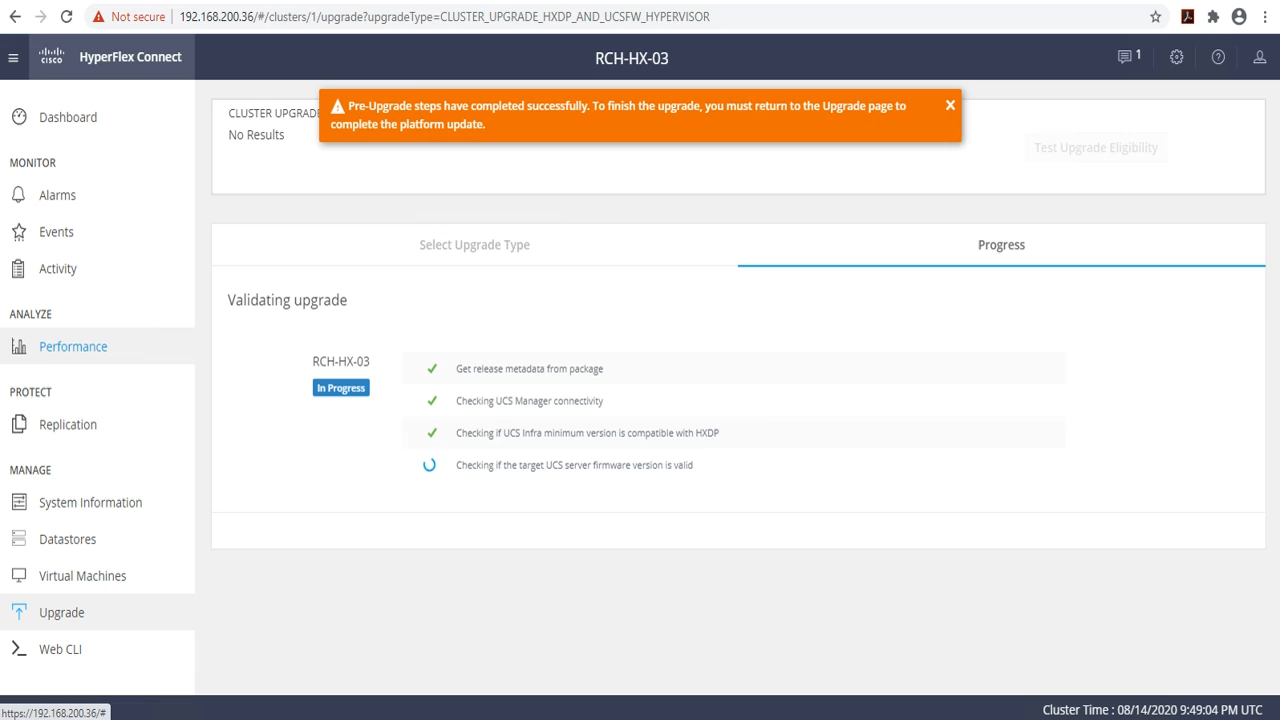 Not secure
192.168.200.36/#/clusters/1/upgrade?upgradeType=CLUSTER_UPGRADE_HXDP_AND_UCSFW_HYPERVISOR
CISCO
HyperFlex Connect
RCH-HX-03
1
Dashboard
MONITOR
Alarms
Events
Activity
ANALYZE
Performance
PROTECT
Replication
MANAGE
System Information
Datastores
Virtual Machines
Upgrade
Web CLI
https://192.168.200.36/#
CLUSTER UPGRADE
No Results
Pre-Upgrade steps have completed successfully. To finish the upgrade, you must return to the Upgrade page to
complete the platform update.
Test Upgrade Eligibility
Select Upgrade Type
Progress
Validating upgrade
RCH-HX-03
In Progress
Get release metadata from package
Checking UCS Manager connectivity
Checking if UCS Infra minimum version is compatible with HXDP
Checking if the target UCS server firmware version is valid
Cluster Time : 08/14/2020 9:49:04 PM UTC